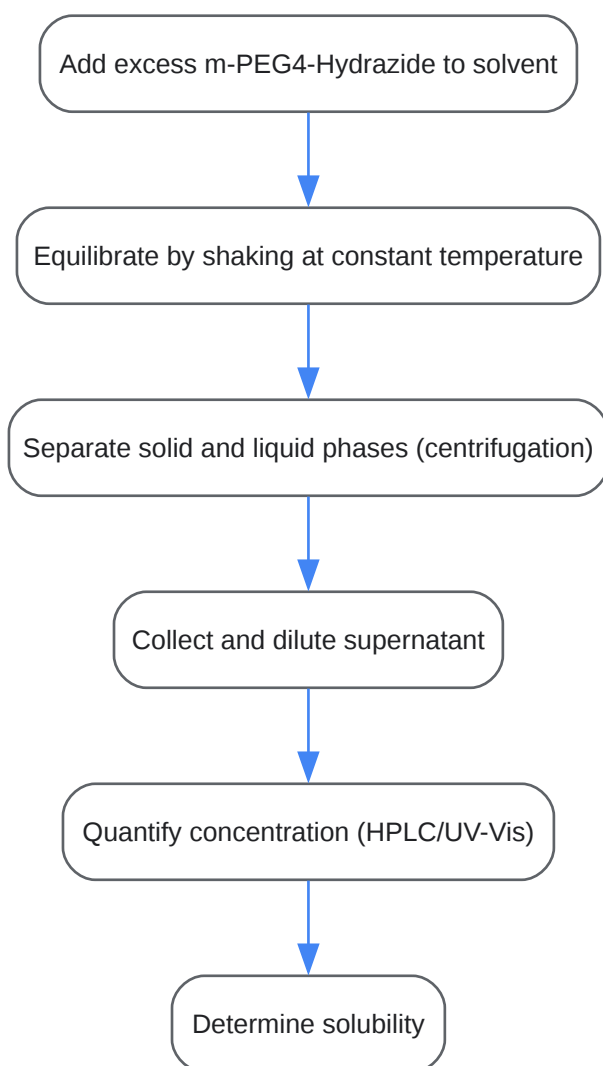 Add excess m-PEG4-Hydrazide to solvent
Equilibrate by shaking at constant temperature
Separate solid and liquid phases (centrifugation)
Collect and dilute supernatant
Quantify concentration (HPLC/UV-Vis)
Determine solubility